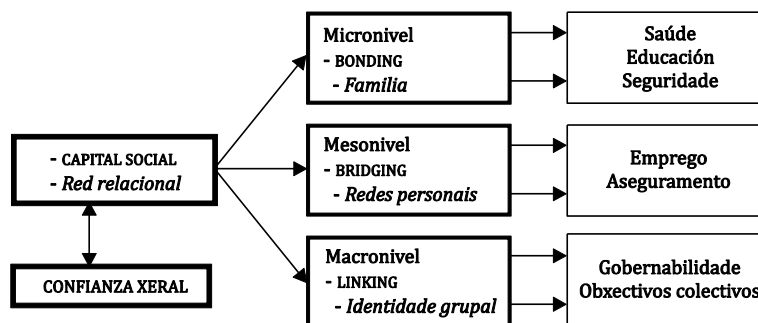 - CAPITAL SOCIAL
- Red relacional
CONFIANZA XERAL
Micronivel
- BONDING
- Familia
Saúde
Educación
Seguridade
Mesonivel
- BRIDGING
- Redes personais
Emprego
Aseguramento
Macronivel
- LINKING
- Identidade grupal
Gobernabilidade
Obxectivos colectivos